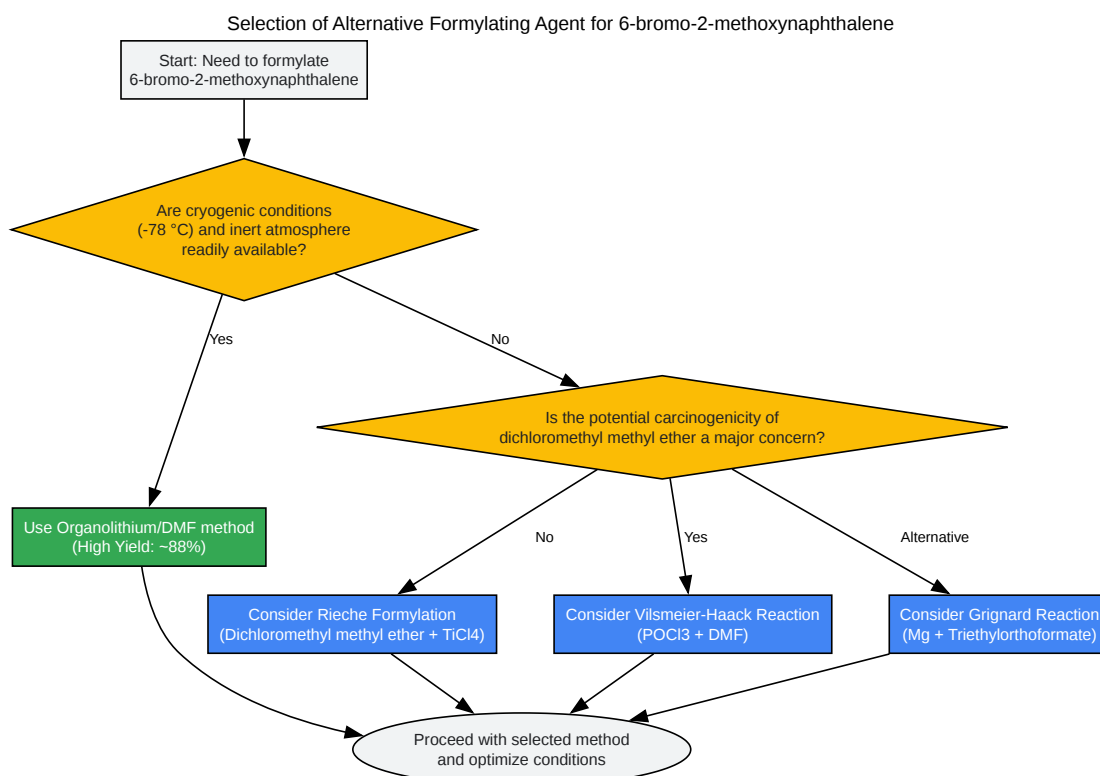 Selection of Alternative Formylating Agent for 6-bromo-2-methoxynaphthalene
Start: Need to formylate
6-bromo-2-methoxynaphthalene
Are cryogenic conditions
(-78 °C) and inert atmosphere
readily available?
Yes
No
Is the potential carcinogenicity of
dichloromethyl methyl ether a major concern?
Use Organolithium/DMF method
(High Yield: ~88%)
No
Yes
Alternative
Consider Rieche Formylation
(Dichloromethyl methyl ether + TiCl4)
Consider Vilsmeier-Haack Reaction
(POCl3 + DMF)
Consider Grignard Reaction
(Mg + Triethylorthoformate)
Proceed with selected method
and optimize conditions